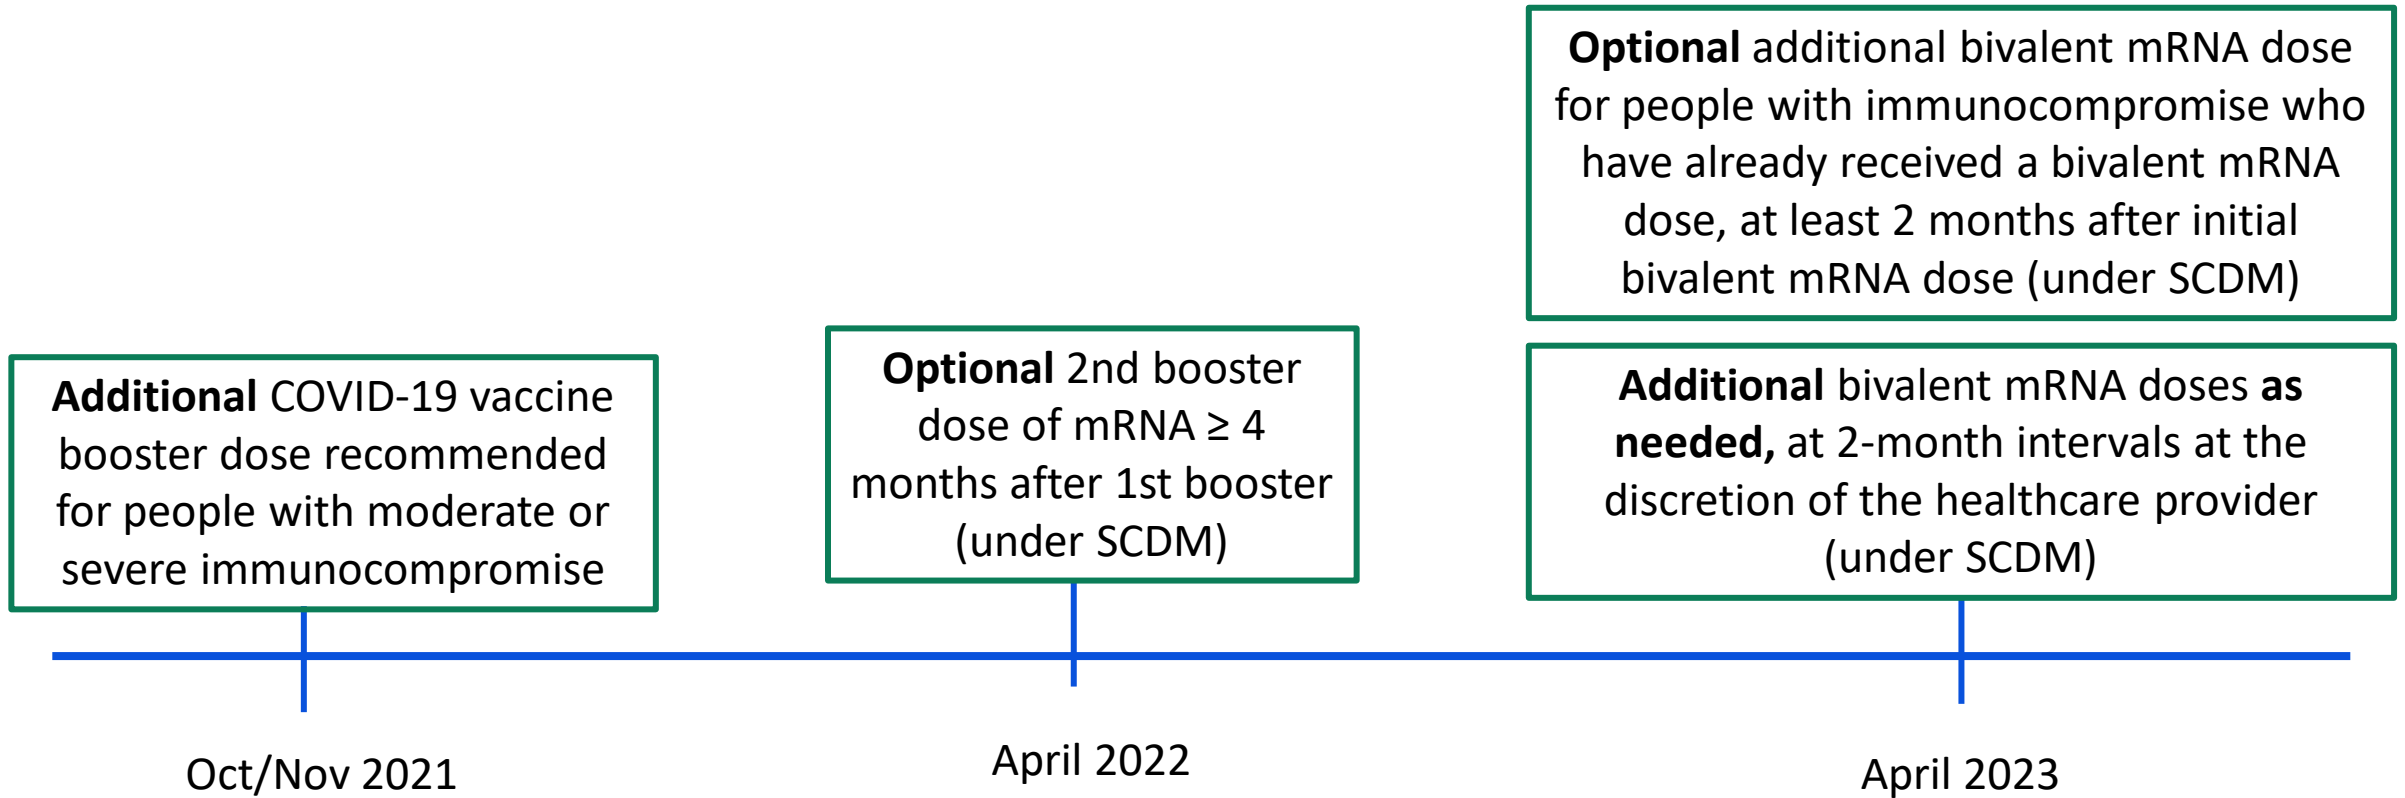 Additional COVID-19 vaccine
booster dose recommended
for people with moderate or
severe immunocompromise
Optional 2nd booster
dose of mRNA ≥ 4
months after 1st booster
(under SCDM)
Optional additional bivalent mRNA dose
for people with immunocompromise who
have already received a bivalent mRNA
dose, at least 2 months after initial
bivalent mRNA dose (under SCDM)
Additional bivalent mRNA doses as
needed, at 2-month intervals at the
discretion of the healthcare provider
(under SCDM)
Oct/Nov 2021
April 2022
April 2023